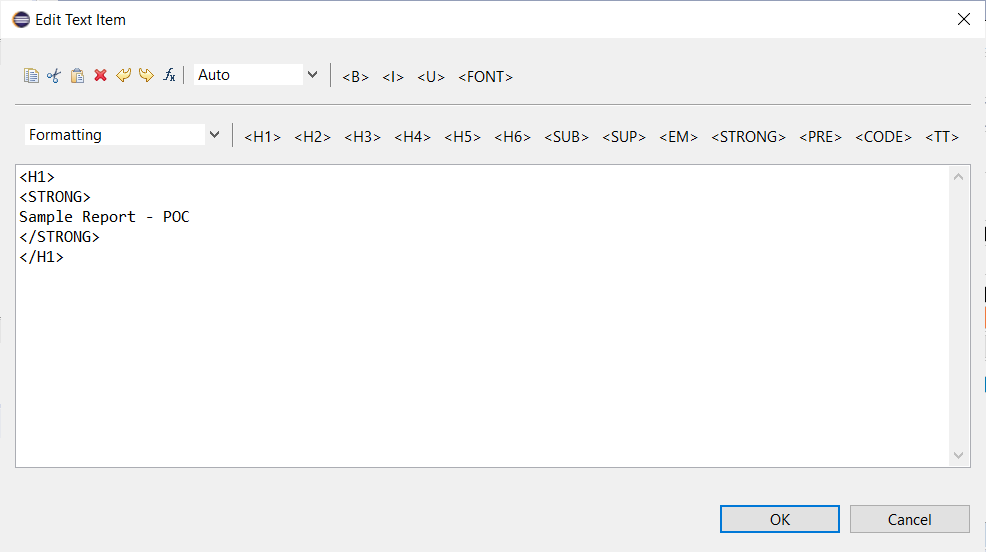 Edit Text Item
fx Auto <B> <I> <U> <FONT>
Formatting <H1> <H2> <H3> <H4> <H5> <H6> <SUB> <SUP> <EM> <STRONG> <PRE> <CODE> <TT>
<H1>
<STRONG>
Sample Report - POC
</STRONG>
</H1>
OK Cancel